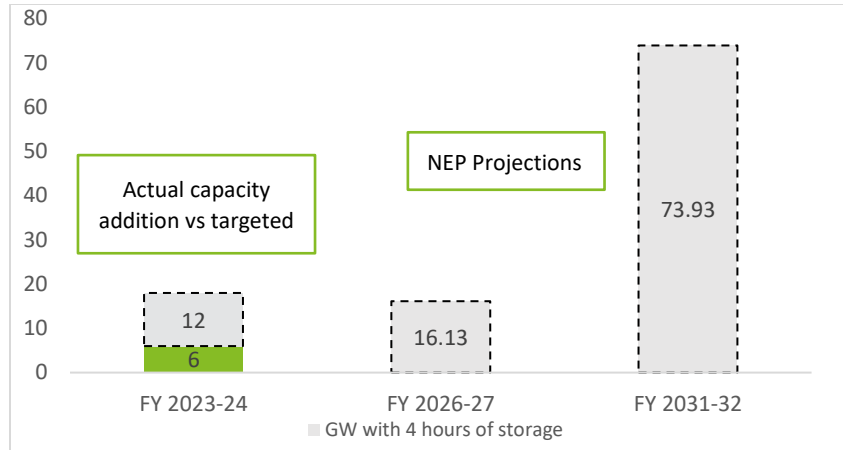 80
70
60
50
40
30
20
10
0
Actual capacity
addition vs targeted
NEP Projections
12
6
16.13
73.93
FY 2023-24
FY 2026-27
FY 2031-32
GW with 4 hours of storage